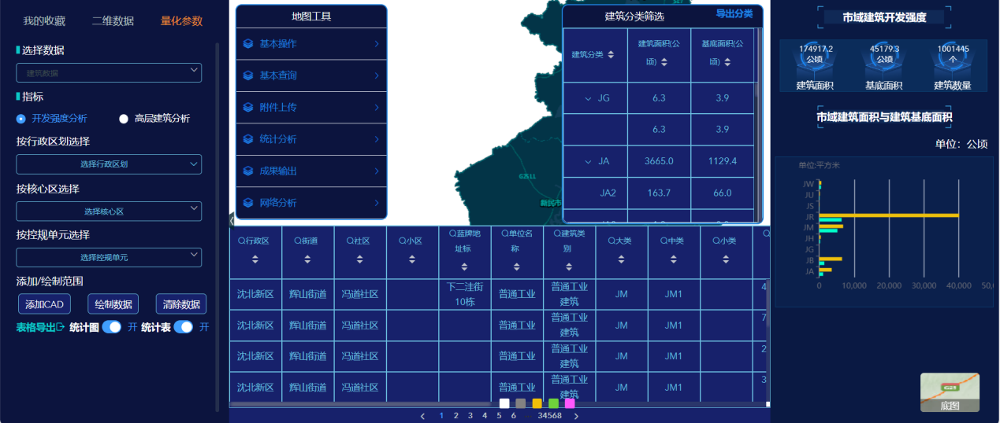 我的收藏 二维数据 量化参数
选择数据
建筑数据
指标
开发强度分析 高层建筑分析
按行政区划选择
选择行政区划
按核心区选择
选择核心区
按控规单元选择
选择控规单元
添加/绘制范围
添加CAD 绘制数据 清除数据
表格导出 统计图 开 统计表 开
地图工具
基本操作
基本查询
附件上传
统计分析
成果输出
网络分析
G2511
新民市
建筑分类筛选 导出分类
建筑分类 建筑面积(公顷) 基底面积(公顷)
JG 6.3 3.9
6.3 3.9
JA 3665.0 1129.4
JA2 163.7 66.0
行政区 街道 社区 小区 蓝牌地址标 单位名称 建筑类别 大类 中类 小类
沈北新区 辉山街道 冯道社区 下二洼街10栋 普通工业 普通工业建筑 JM JM1 4
沈北新区 辉山街道 冯道社区 普通工业 普通工业建筑 JM JM1 7
沈北新区 辉山街道 冯道社区 普通工业 普通工业建筑 JM JM1 2
沈北新区 辉山街道 冯道社区 普通工业 普通工业建筑 JM JM1 3
1 2 3 4 5 6 34568
市域建筑开发强度
174917.2 45179.3 1001445
公顷 公顷 个
建筑面积 基底面积 建筑数量
市域建筑面积与建筑基底面积
单位：公顷
单位:平方米
JW
JU
JS
JR
JM
JH
JG
JB
JA
0 10,000 20,000 30,000 40,000 50,
G25
底图